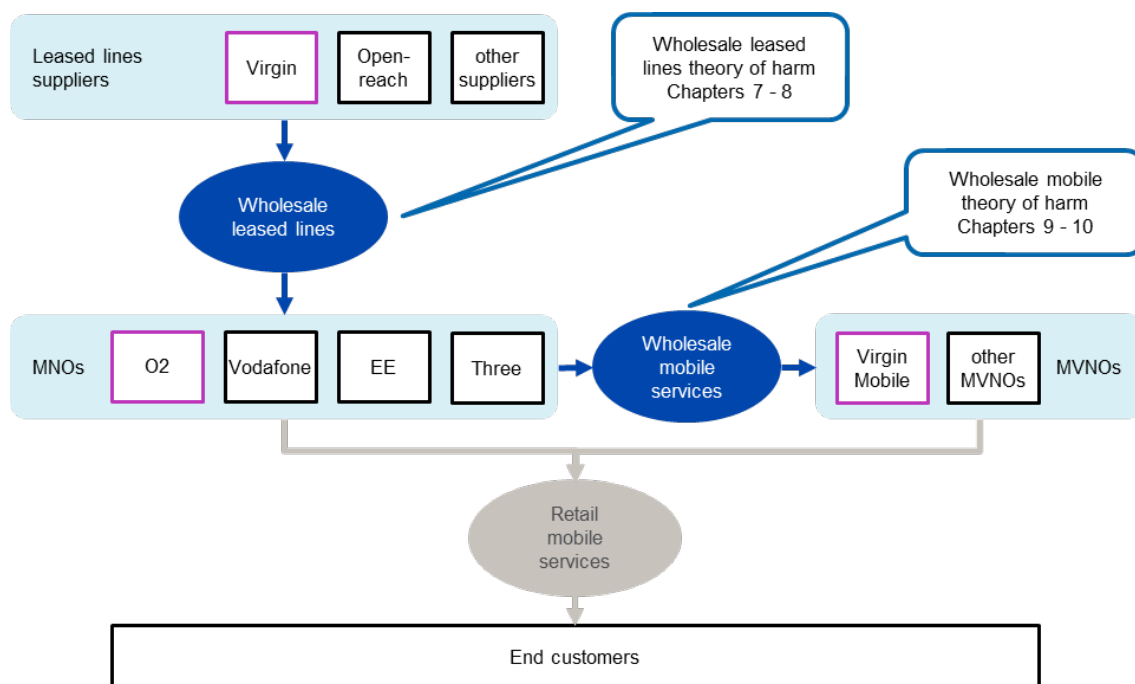 Leased lines
suppliers
Virgin
Open-
reach
other
suppliers
Wholesale leased
lines theory of harm
Chapters 7 - 8
Wholesale
leased lines
Wholesale mobile
theory of harm
Chapters 9 - 10
MNOs
O2
Vodafone
EE
Three
Wholesale
mobile
services
Virgin
Mobile
other
MVNOs
MVNOs
Retail
mobile
services
End customers